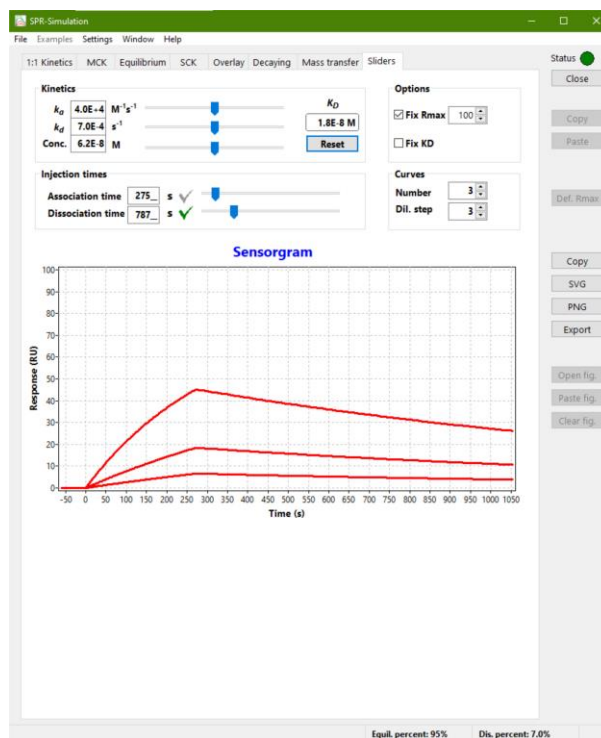 SPR-Simulation
File Examples Settings Window Help
1:1 Kinetics MCK Equilibrium SCK Overlay Decaying Mass transfer Sliders
Status
Close
Copy
Paste
Def. Rmax
Copy
SVG
PNG
Export
Open fig.
Paste fig.
Clear fig.
Kinetics
ka 4.0E+4 M⁻¹s⁻¹
kd 7.0E-4 s⁻¹
Conc. 6.2E-8 M
KD
1.8E-8 M
Reset
Options
Fix Rmax 100
Fix KD
Injection times
Association time 275_ s
Dissociation time 787_ s
Curves
Number 3
Dil. step 3
Sensorgram
Response (RU)
100
90
80
70
60
50
40
30
20
10
0
-50 0 50 100 150 200 250 300 350 400 450 500 550 600 650 700 750 800 850 900 950 1000 1050
Time (s)
Equil. percent: 95% Dis. percent: 7.0%